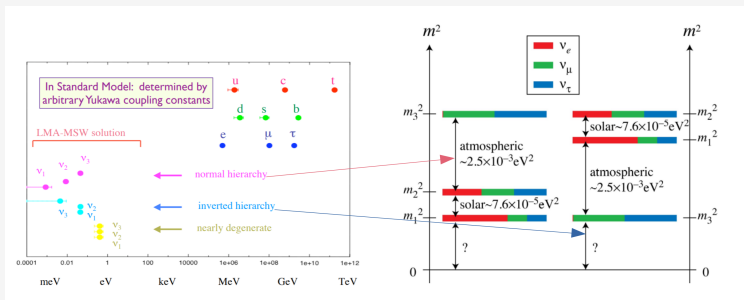 In Standard Model: determined by
arbitrary Yukawa coupling constants
u
c
t
d
s
b
e
μ
τ
LMA-MSW solution
ν₁
ν₂
ν₃
normal hierarchy
ν₃
ν₂
ν₁
inverted hierarchy
ν₃
ν₂
ν₁
nearly degenerate
0.0001
0.01
1
100
10000
1e+06
1e+08
1e+10
1e+12
meV
eV
keV
MeV
GeV
TeV
m²
m²
νₑ
ν_μ
ν_τ
m₃²
m₂²
m₁²
0
atmospheric
~2.5×10⁻³eV²
solar~7.6×10⁻⁵eV²
?
solar~7.6×10⁻⁵eV²
atmospheric
~2.5×10⁻³eV²
?
m₂²
m₁²
m₃²
0